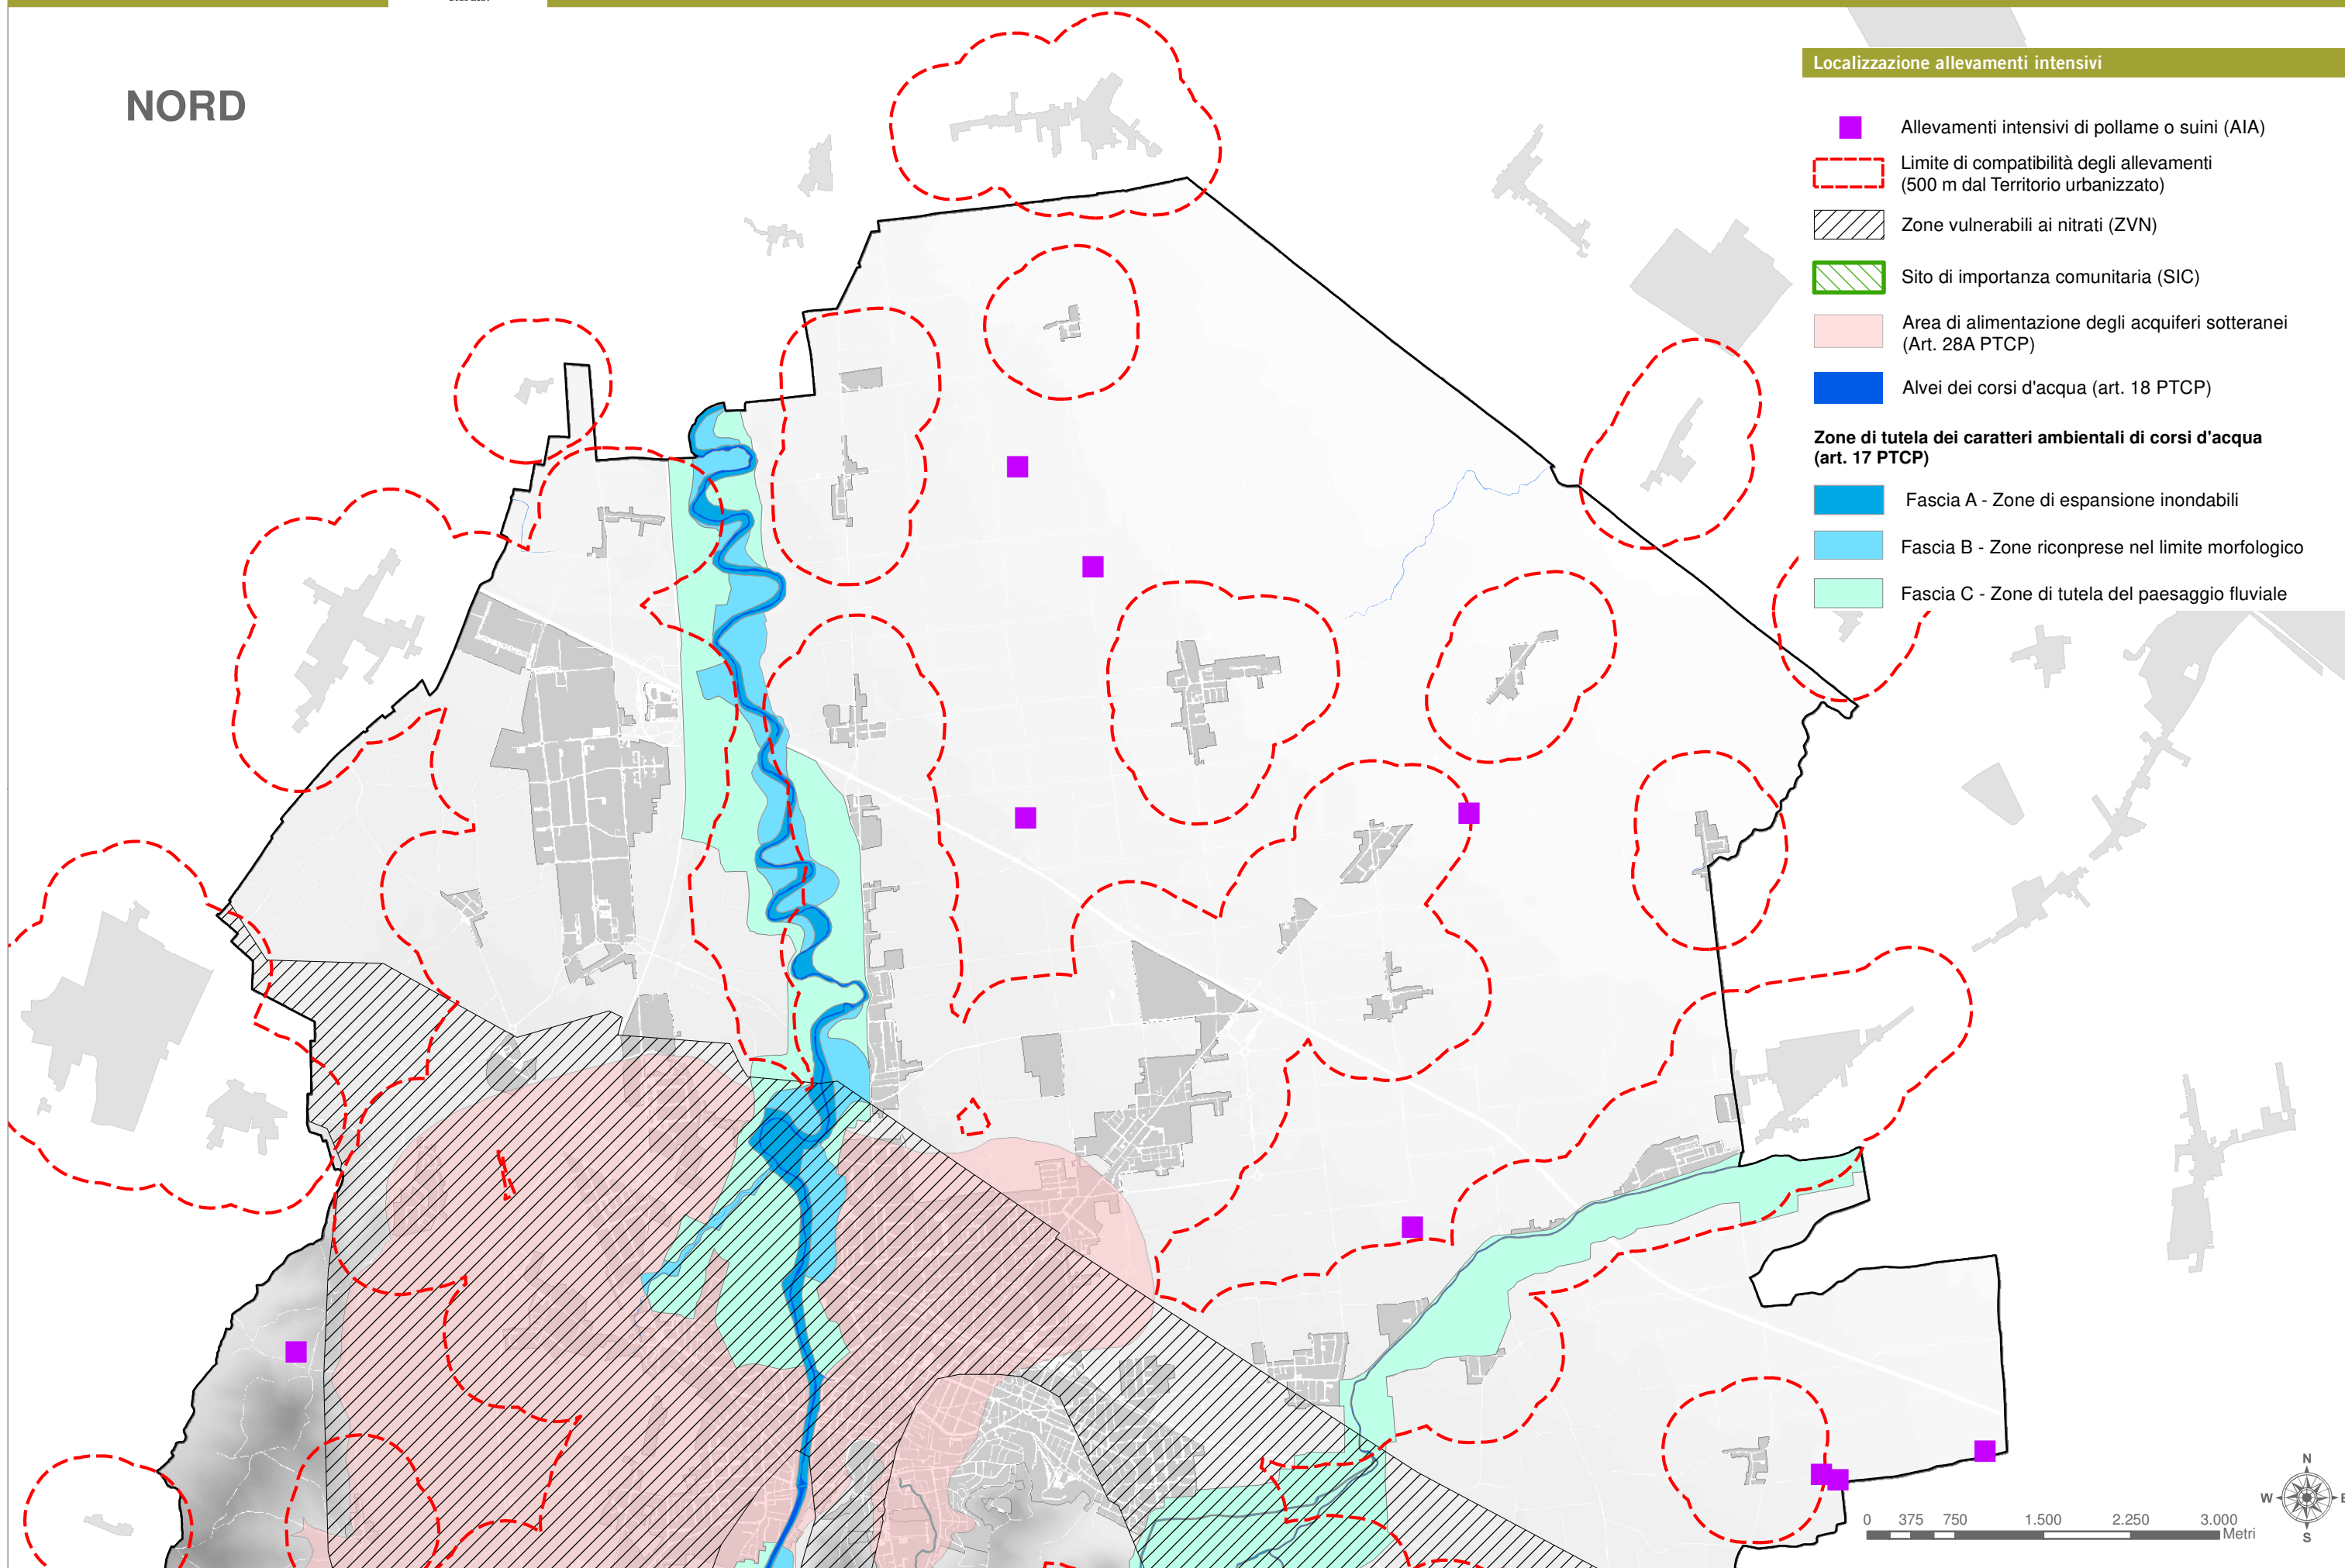 NORD
Localizzazione allevamenti intensivi
Allevamenti intensivi di pollame o suini (AIA)
Limite di compatibilità degli allevamenti
(500 m dal Territorio urbanizzato)
Zone vulnerabili ai nitrati (ZVN)
Sito di importanza comunitaria (SIC)
Area di alimentazione degli acquiferi sotteranei
(Art. 28A PTCP)
Alvei dei corsi d'acqua (art. 18 PTCP)
Zone di tutela dei caratteri ambientali di corsi d'acqua
(art. 17 PTCP)
Fascia A - Zone di espansione inondabili
Fascia B - Zone riconprese nel limite morfologico
Fascia C - Zone di tutela del paesaggio fluviale
N
W E
S
0 375 750 1.500 2.250 3.000
Metri